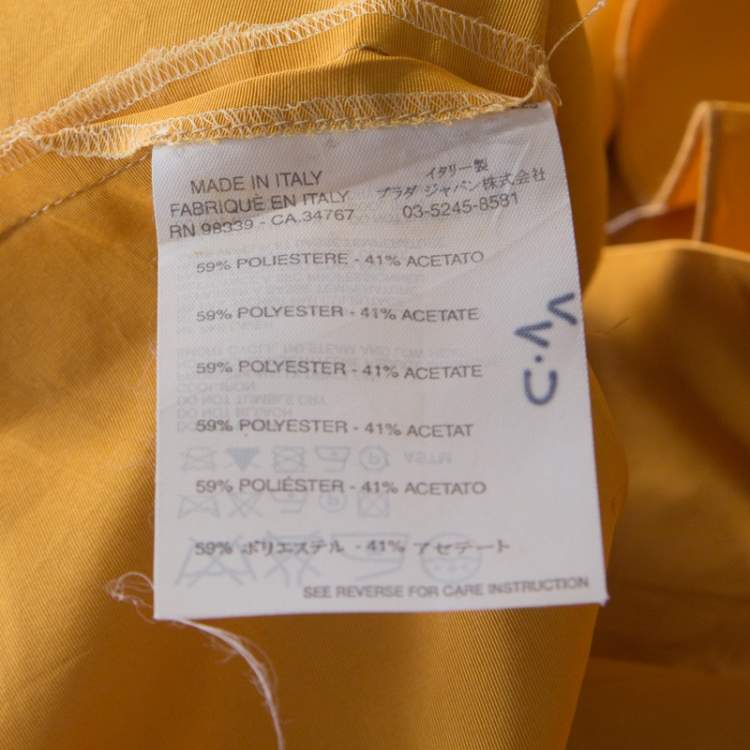 MADE IN ITALY
FABRIQUÉ EN ITALY
RN 98339 - CA.34767
イタリー製
プラダ ジャパン株式会社
03-5245-8581
59% POLIESTERE - 41% ACETATO
59% POLYESTER - 41% ACETATE
59% POLYESTER - 41% ACETATE
59% POLYESTER - 41% ACETAT
59% POLIÉSTER - 41% ACETATO
59% ポリエステル - 41% アセテート
SEE REVERSE FOR CARE INSTRUCTION